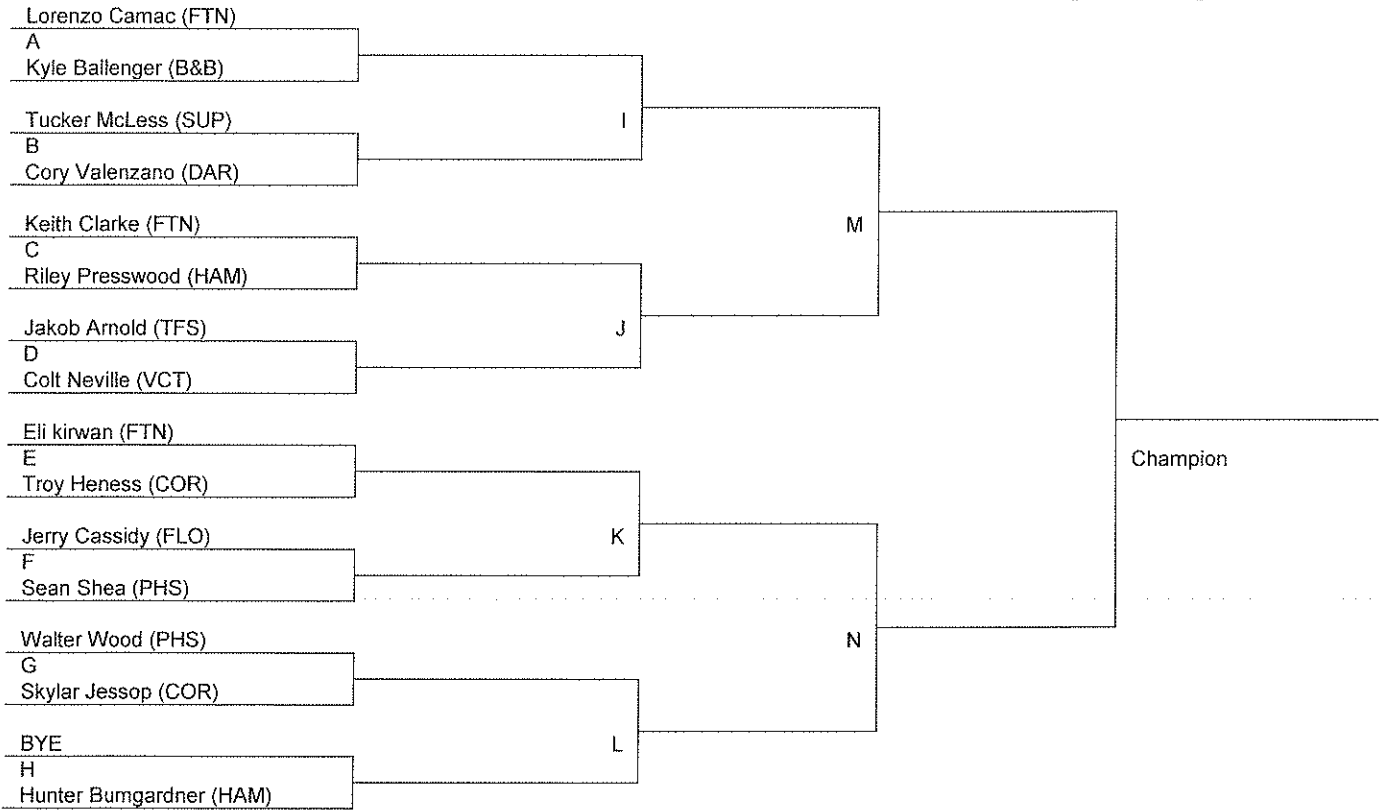 Lorenzo Camac (FTN)
A
Kyle Ballenger (B&B)
Tucker McLess (SUP)
I
B
Cory Valenzano (DAR)
Keith Clarke (FTN)
M
C
Riley Presswood (HAM)
Jakob Arnold (TFS)
J
D
Colt Neville (VCT)
Eli kirwan (FTN)
E
Champion
Troy Heness (COR)
Jerry Cassidy (FLO)
K
F
Sean Shea (PHS)
Walter Wood (PHS)
N
G
Skylar Jessop (COR)
BYE
L
H
Hunter Bumgardner (HAM)